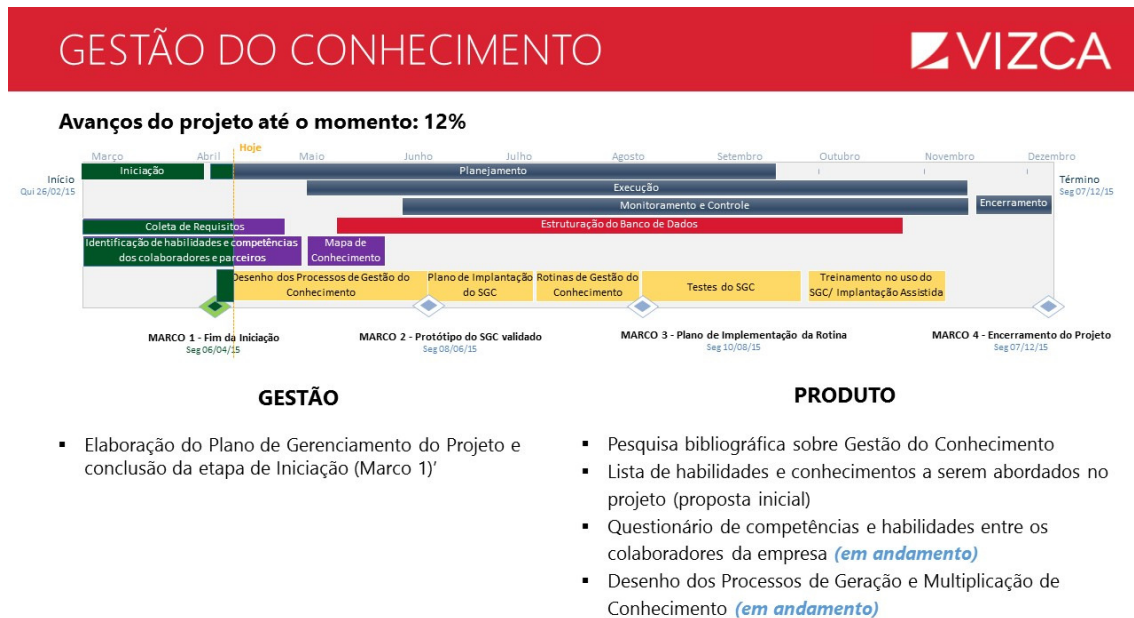 GESTÃO DO CONHECIMENTO
VIZCA
Avanços do projeto até o momento: 12%
Hoje
Março
Abril
Maio
Junho
Julho
Agosto
Setembro
Outubro
Novembro
Dezembro
Início
Qui 26/02/15
Iniciação
Planejamento
Término
Seg 07/12/15
Execução
Monitoramento e Controle
Encerramento
Coleta de Requisitos
Estruturação do Banco de Dados
Identificação de habilidades e competências
dos colaboradores e parceiros
Mapa de
Conhecimento
Desenho dos Processos de Gestão do
Conhecimento
Plano de Implantação
do SGC
Rotinas de Gestão do
Conhecimento
Testes do SGC
Treinamento no uso do
SGC/ Implantação Assistida
MARCO 1 - Fim da Iniciação
Seg 06/04/15
MARCO 2 - Protótipo do SGC validado
Seg 08/06/15
MARCO 3 - Plano de Implementação da Rotina
Seg 10/08/15
MARCO 4 - Encerramento do Projeto
Seg 07/12/15
GESTÃO
▪ Elaboração do Plano de Gerenciamento do Projeto e
conclusão da etapa de Iniciação (Marco 1)’
PRODUTO
▪ Pesquisa bibliográfica sobre Gestão do Conhecimento
▪ Lista de habilidades e conhecimentos a serem abordados no
projeto (proposta inicial)
▪ Questionário de competências e habilidades entre os
colaboradores da empresa (em andamento)
▪ Desenho dos Processos de Geração e Multiplicação de
Conhecimento (em andamento)